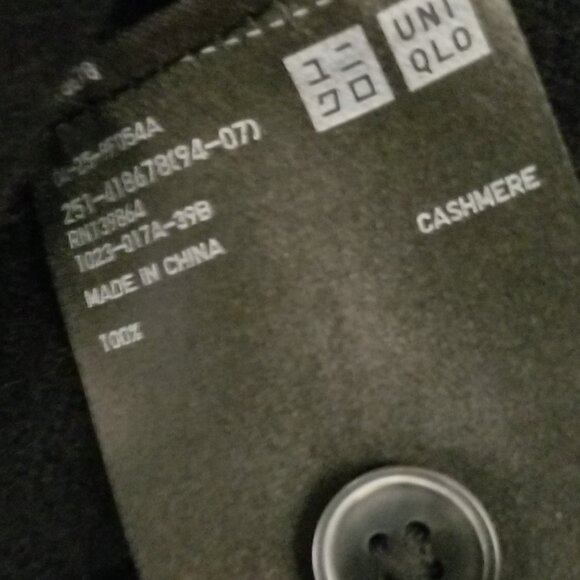 ユニ
クロ
UNI
QLO
251-418678(94-07)
RN139864
1023-017A-39B
MADE IN CHINA
100%
CASHMERE